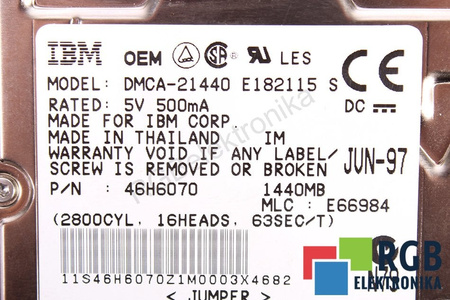 IBM OEM LES
MODEL: DMCA-21440 E182115 S
RATED: 5V 500mA
DC
MADE FOR IBM CORP.
MADE IN THAILAND IM
WARRANTY VOID IF ANY LABEL/
SCREW IS REMOVED OR BROKEN
JUN-97
P/N : 46H6070 1440MB
MLC : E66984
(2800CYL. 16HEADS, 63SEC/T)
11S46H6070Z1M0003X4682
< JUMPER >
RGB
ELEKTRONIKA